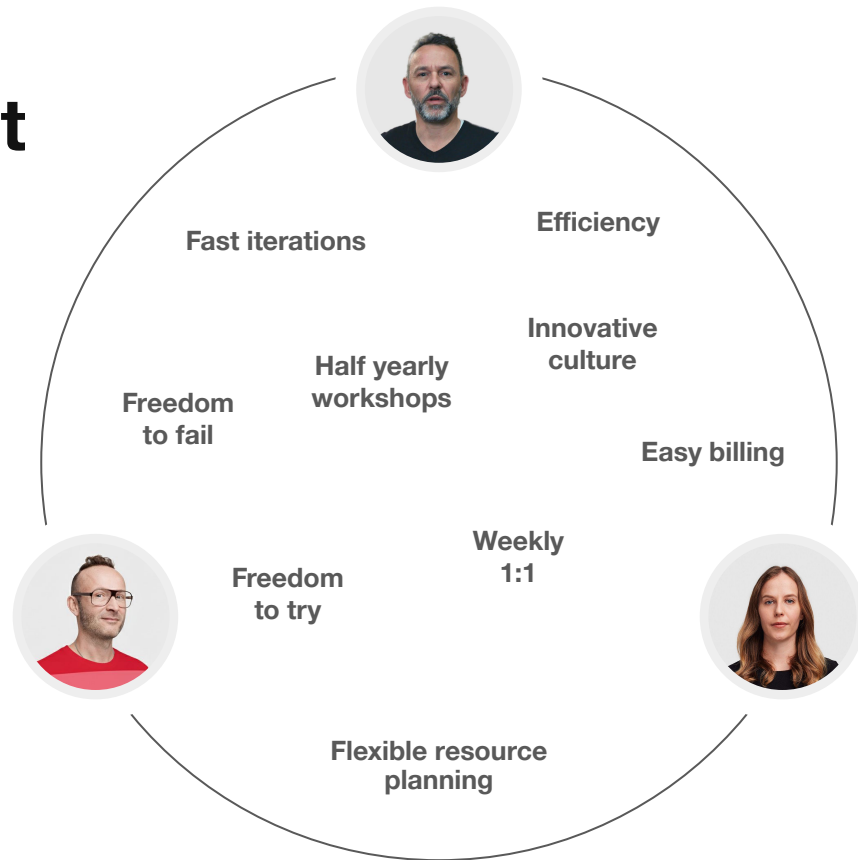 t
Efficiency
Fast iterations
Innovative
culture
Half yearly
workshops
Freedom
to fail
Easy billing
Weekly
1:1
Freedom
to try
Flexible resource
planning